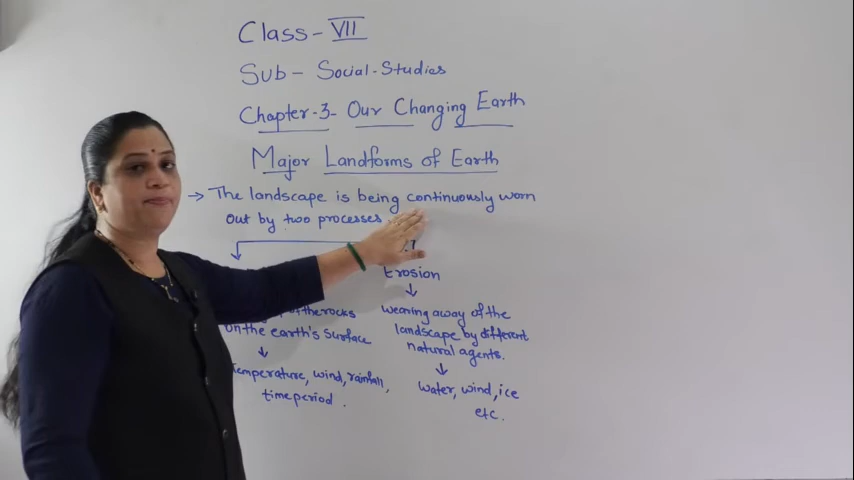 Class - VII
Sub - Social-Studies
Chapter-3- Our Changing Earth
Major Landforms of Earth
→ The landscape is being continuously worn
out by two processes
Erosion
of the rocks
on the earth's surface
↓
Temperature, wind, rainfall,
time period.
↓
wearing away of the
landscape by different
natural agents.
↓
Water, wind, ice
etc.